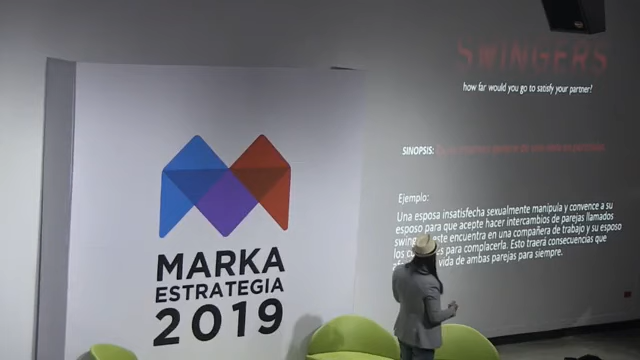 MARKA
ESTRATEGIA
2019
SWINGERS
how far would you go to satisfy your partner?
SINOPSIS:
Ejemplo:
Una esposa insatisfecha sexualmente manipula y convence a su
esposo para que acepte hacer intercambios de parejas llamados
este encuentra en una compañera de trabajo y su esposo
los para complacerla. Esto traerá consecuencias que
vida de ambas parejas para siempre.